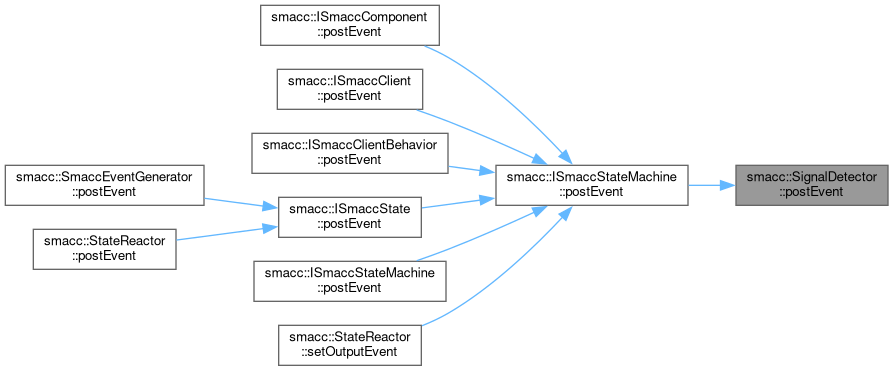 smacc::ISmaccComponent
::postEvent
smacc::ISmaccClient
::postEvent
smacc::ISmaccClientBehavior
::postEvent
smacc::SmaccEventGenerator
::postEvent
smacc::ISmaccStateMachine
::postEvent
smacc::SignalDetector
::postEvent
smacc::ISmaccState
::postEvent
smacc::StateReactor
::postEvent
smacc::ISmaccStateMachine
::postEvent
smacc::StateReactor
::setOutputEvent